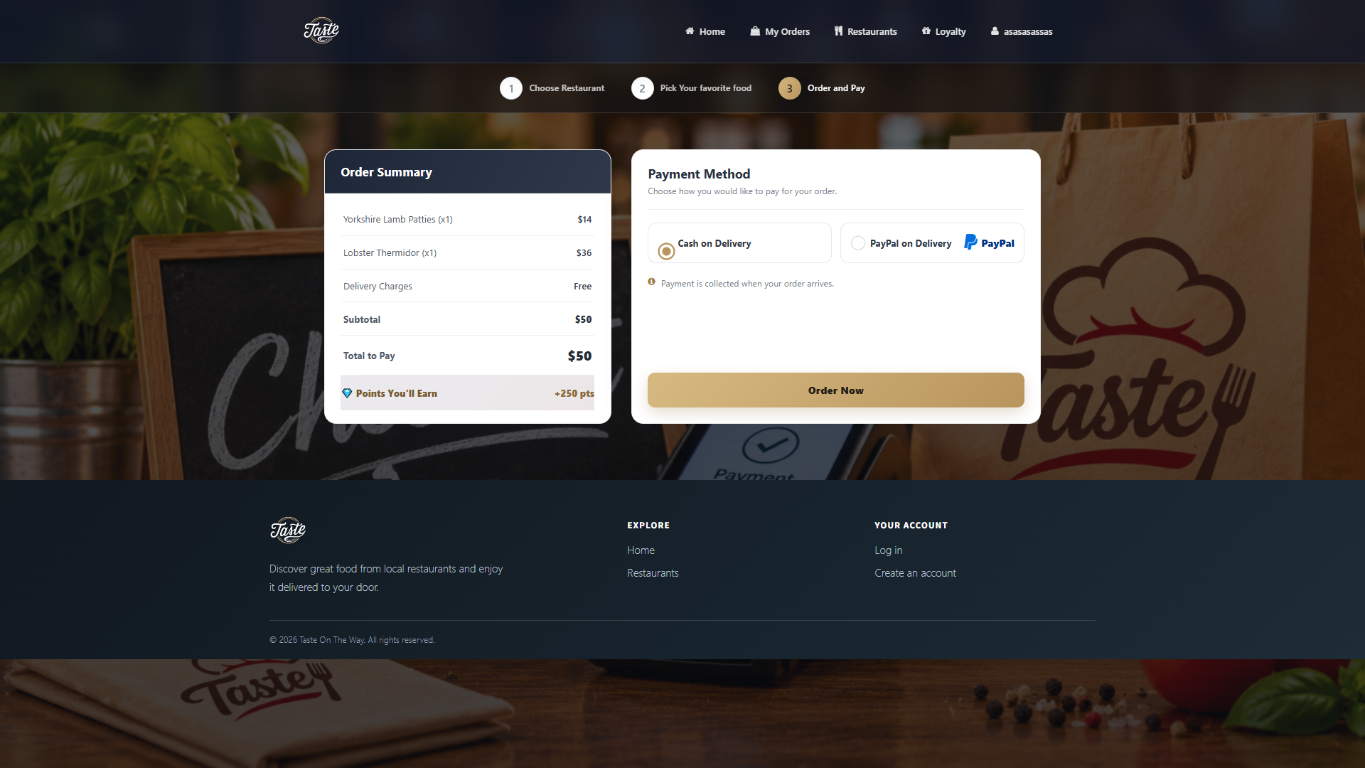 Taste
Home
My Orders
Restaurants
Loyalty
asasasassas
1 Choose Restaurant
2 Pick Your favorite food
3 Order and Pay
Order Summary
Yorkshire Lamb Patties (x1) $14
Lobster Thermidor (x1) $36
Delivery Charges Free
Subtotal $50
Total to Pay $50
Points You'll Earn +250 pts
Payment Method
Choose how you would like to pay for your order.
Cash on Delivery
PayPal on Delivery PayPal
Payment is collected when your order arrives.
Order Now
Taste
Payment
Taste
Discover great food from local restaurants and enjoy
it delivered to your door.
EXPLORE
Home
Restaurants
YOUR ACCOUNT
Log in
Create an account
© 2026 Taste On The Way. All rights reserved.
Taste